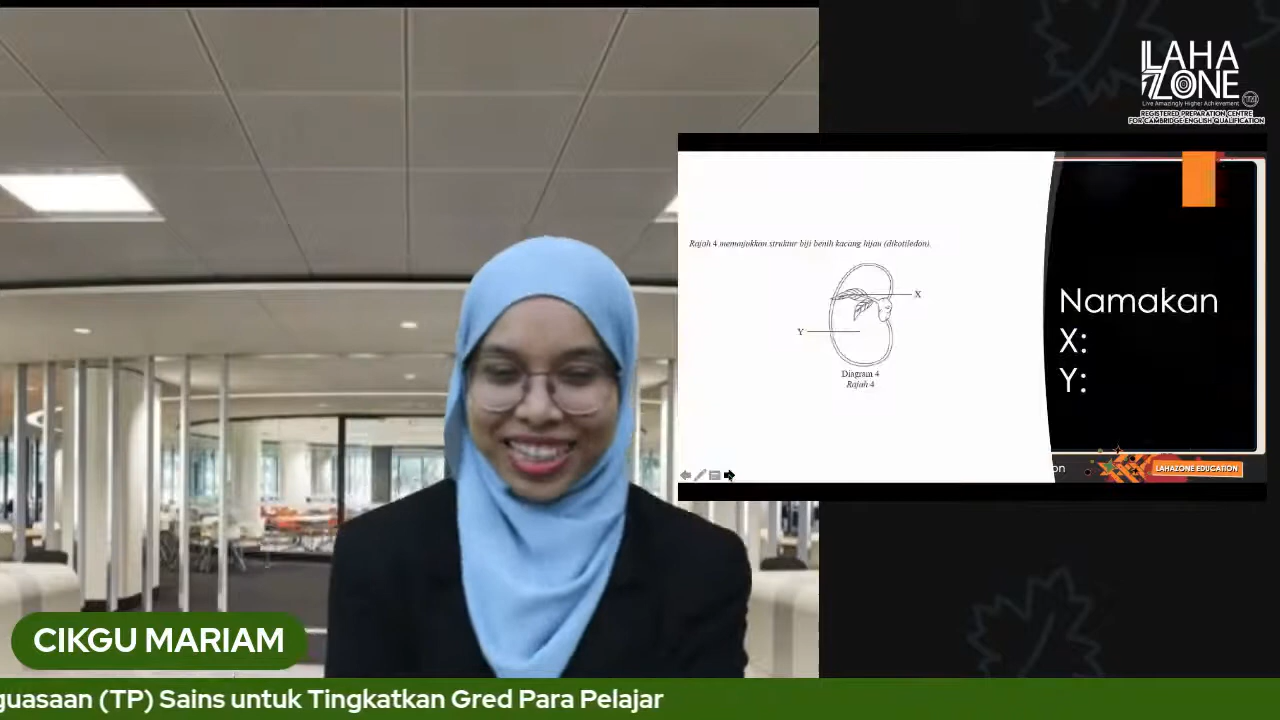 LAHA
ZONE
Live Amazingly Higher Achievement
REGISTERED PREPARATION CENTRE
FOR CAMBRIDGE ENGLISH QUALIFICATION
Rajah 4 menunjukkan struktur biji benih kacang hijau (dikotiledon).
X
Y
Diagram 4
Rajah 4
Namakan
X:
Y:
on
LAHAZONE EDUCATION
CIKGU MARIAM
guasaan (TP) Sains untuk Tingkatkan Gred Para Pelajar